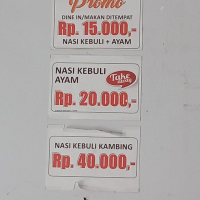 Promo
DINE IN/MAKAN DITEMPAT
Rp. 15.000,-
NASI KEBULI + AYAM
NASI KEBULI
AYAM
Take
Rp. 20.000,-
NASI KEBULI KAMBING
Rp. 40.000,-